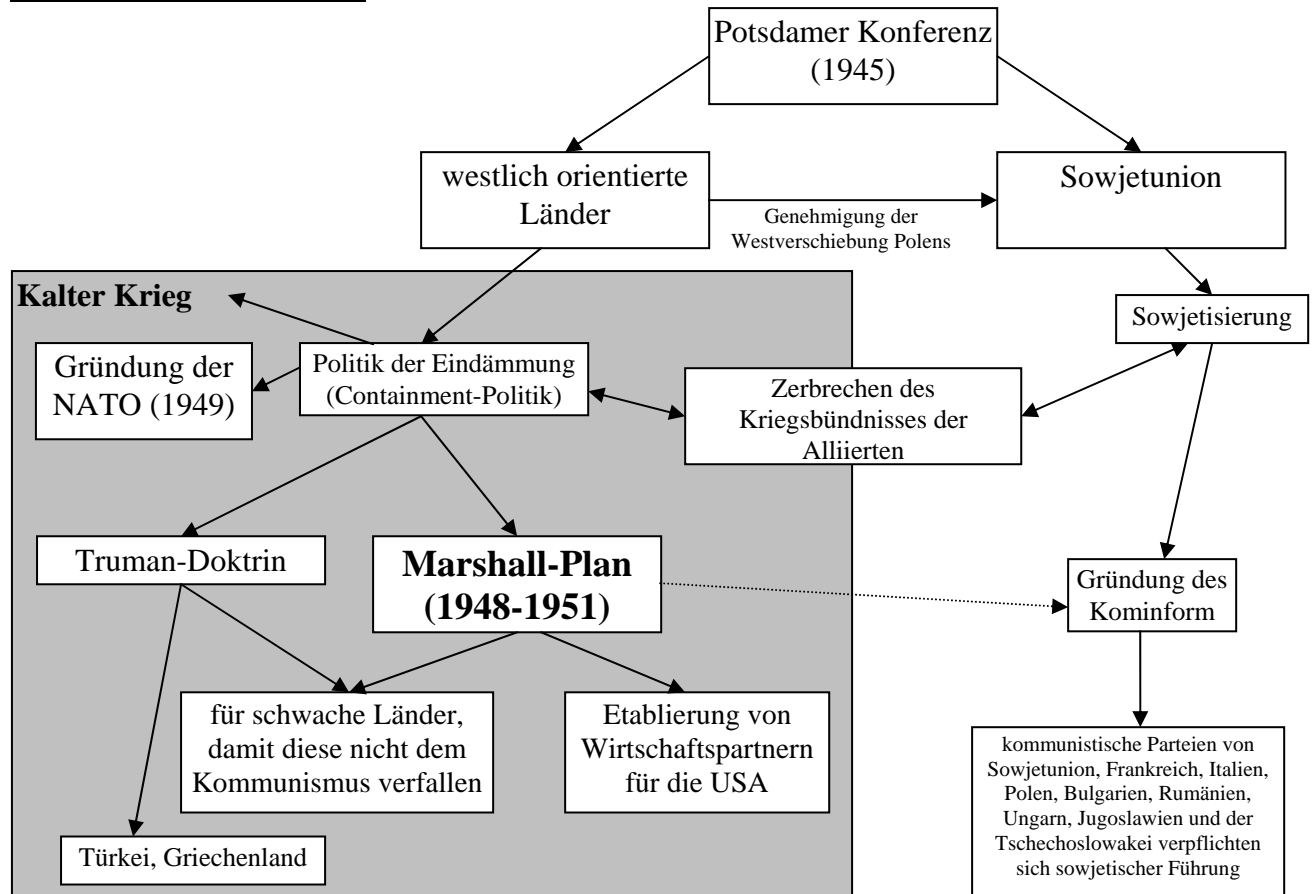 Potsdamer Konferenz
(1945)
westlich orientierte
Länder
Genehmigung der
Westverschiebung Polens
Sowjetunion
Kalter Krieg
Sowjetisierung
Gründung der
NATO (1949)
Politik der Eindämmung
(Containment-Politik)
Zerbrechen des
Kriegsbündnisses der
Alliierten
Truman-Doktrin
Marshall-Plan
(1948-1951)
Gründung des
Kominform
für schwache Länder,
damit diese nicht dem
Kommunismus verfallen
Etablierung von
Wirtschaftspartnern
für die USA
kommunistische Parteien von
Sowjetunion, Frankreich, Italien,
Polen, Bulgarien, Rumänien,
Ungarn, Jugoslawien und der
Tschechoslowakei verpflichten
sich sowjetischer Führung
Türkei, Griechenland